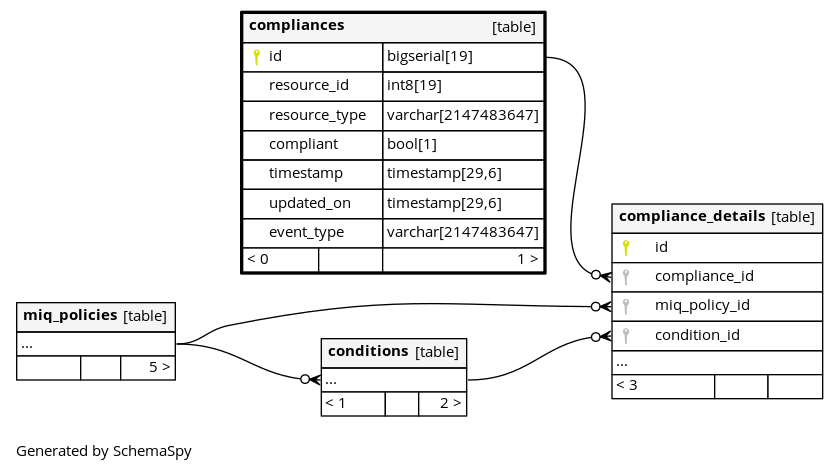 compliances [table]
id bigserial[19]
resource_id int8[19]
resource_type varchar[2147483647]
compliant bool[1]
timestamp timestamp[29,6]
updated_on timestamp[29,6]
event_type varchar[2147483647]
< 0 1 >
compliance_details [table]
id
compliance_id
miq_policy_id
condition_id
...
< 3
miq_policies [table]
...
5 >
conditions [table]
...
< 1 2 >
Generated by SchemaSpy